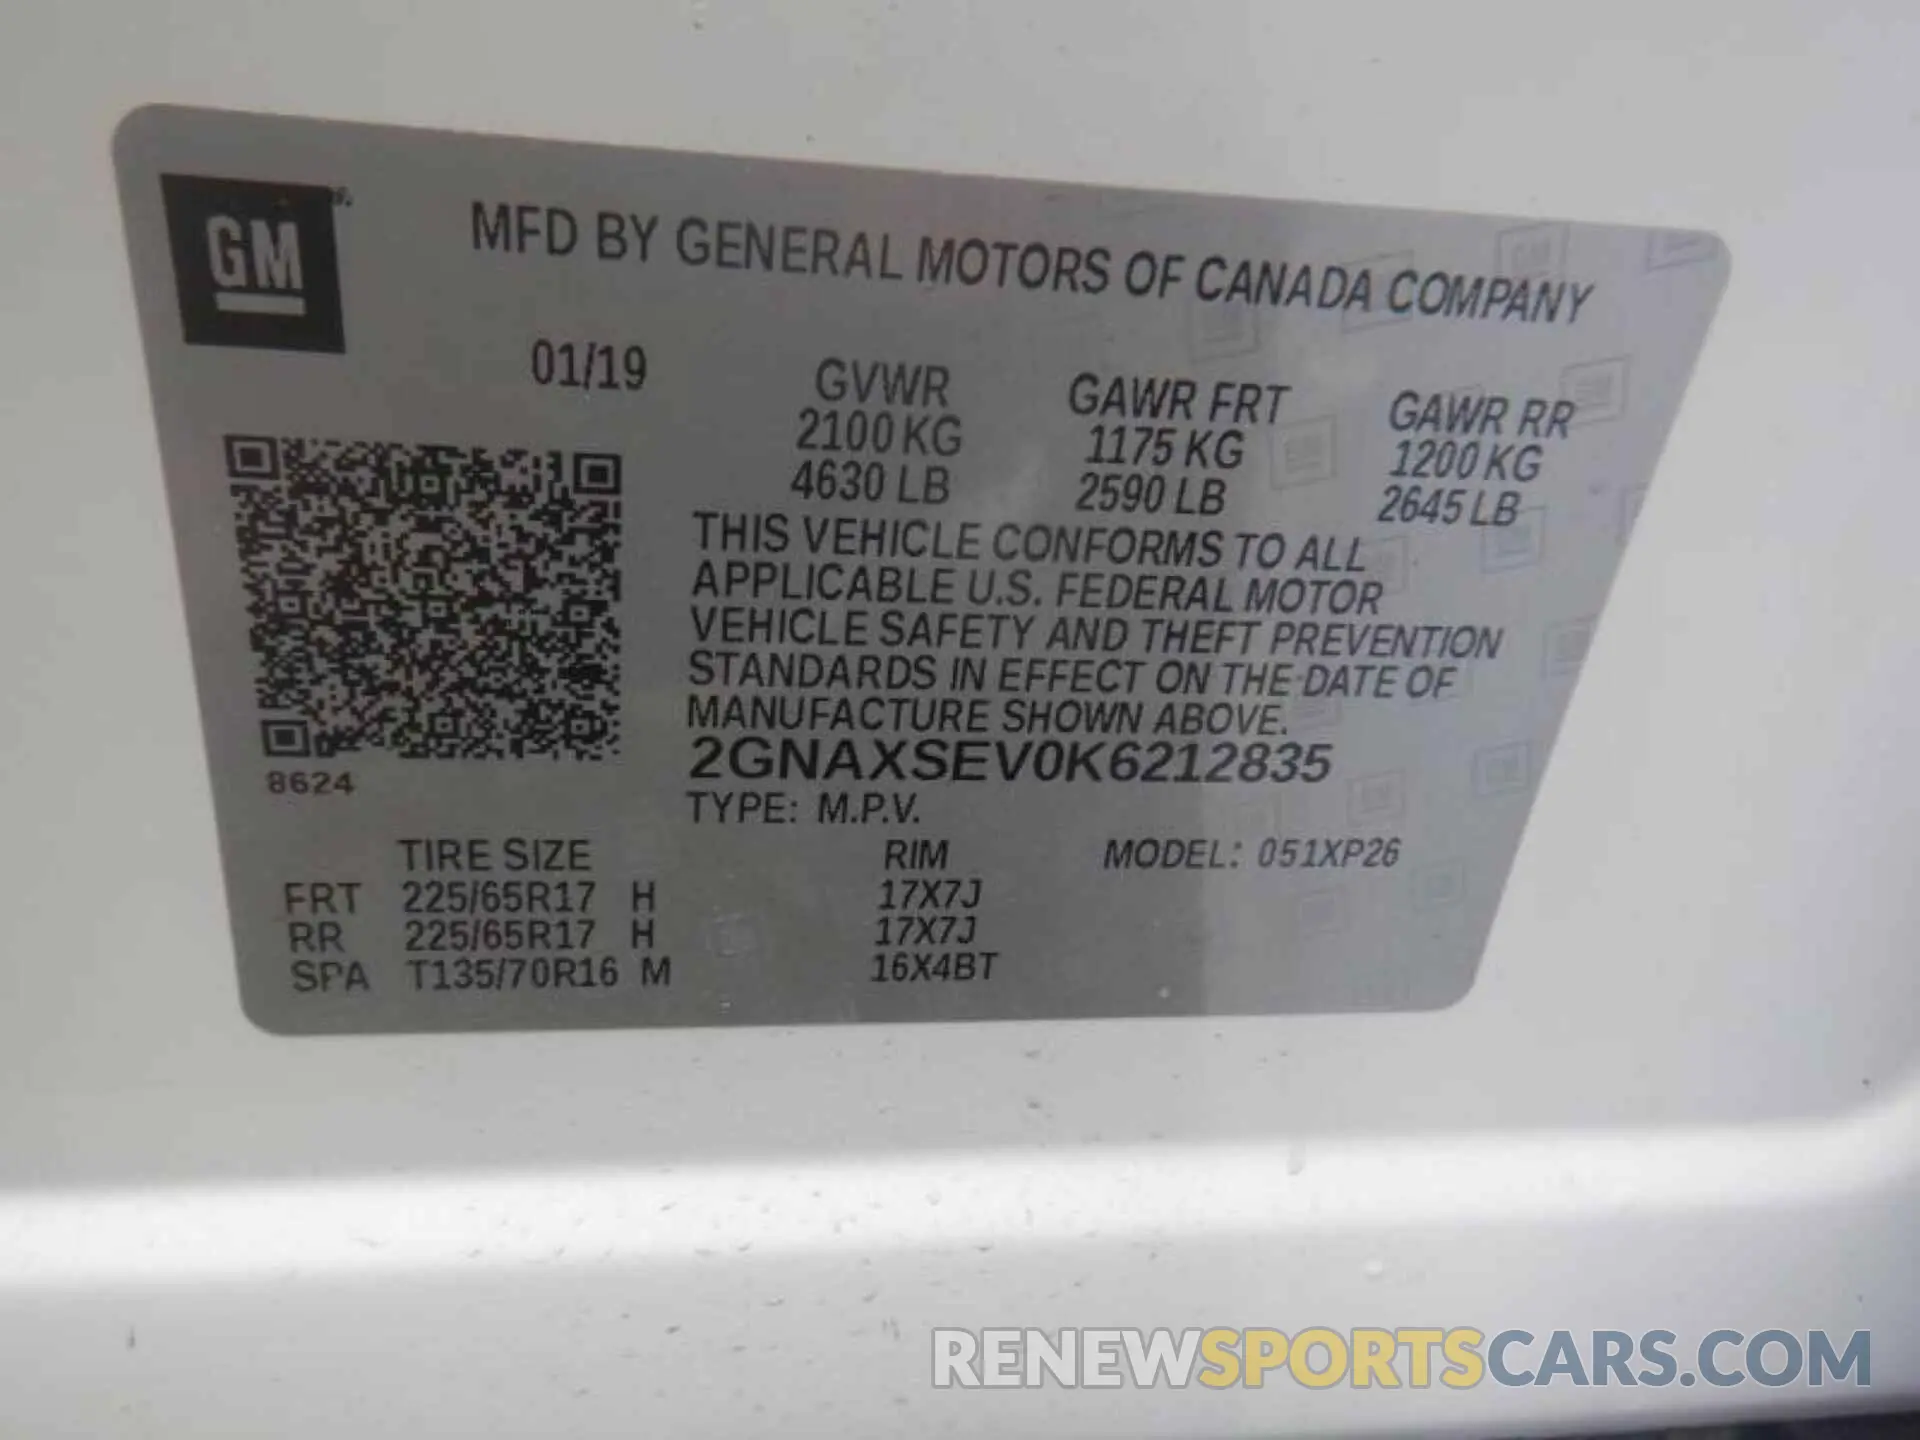 GM
MFD BY GENERAL MOTORS OF CANADA COMPANY
01/19
GVWR GAWR FRT GAWR RR
2100 KG 1175 KG 1200 KG
4630 LB 2590 LB 2645 LB
THIS VEHICLE CONFORMS TO ALL
APPLICABLE U.S. FEDERAL MOTOR
VEHICLE SAFETY AND THEFT PREVENTION
STANDARDS IN EFFECT ON THE DATE OF
MANUFACTURE SHOWN ABOVE.
2GNAXSEV0K6212835
8624
TYPE: M.P.V.
TIRE SIZE RIM MODEL: 051XP26
FRT 225/65R17 H 17X7J
RR 225/65R17 H 17X7J
SPA T135/70R16 M 16X4BT
RENEWSPORTSCARS.COM